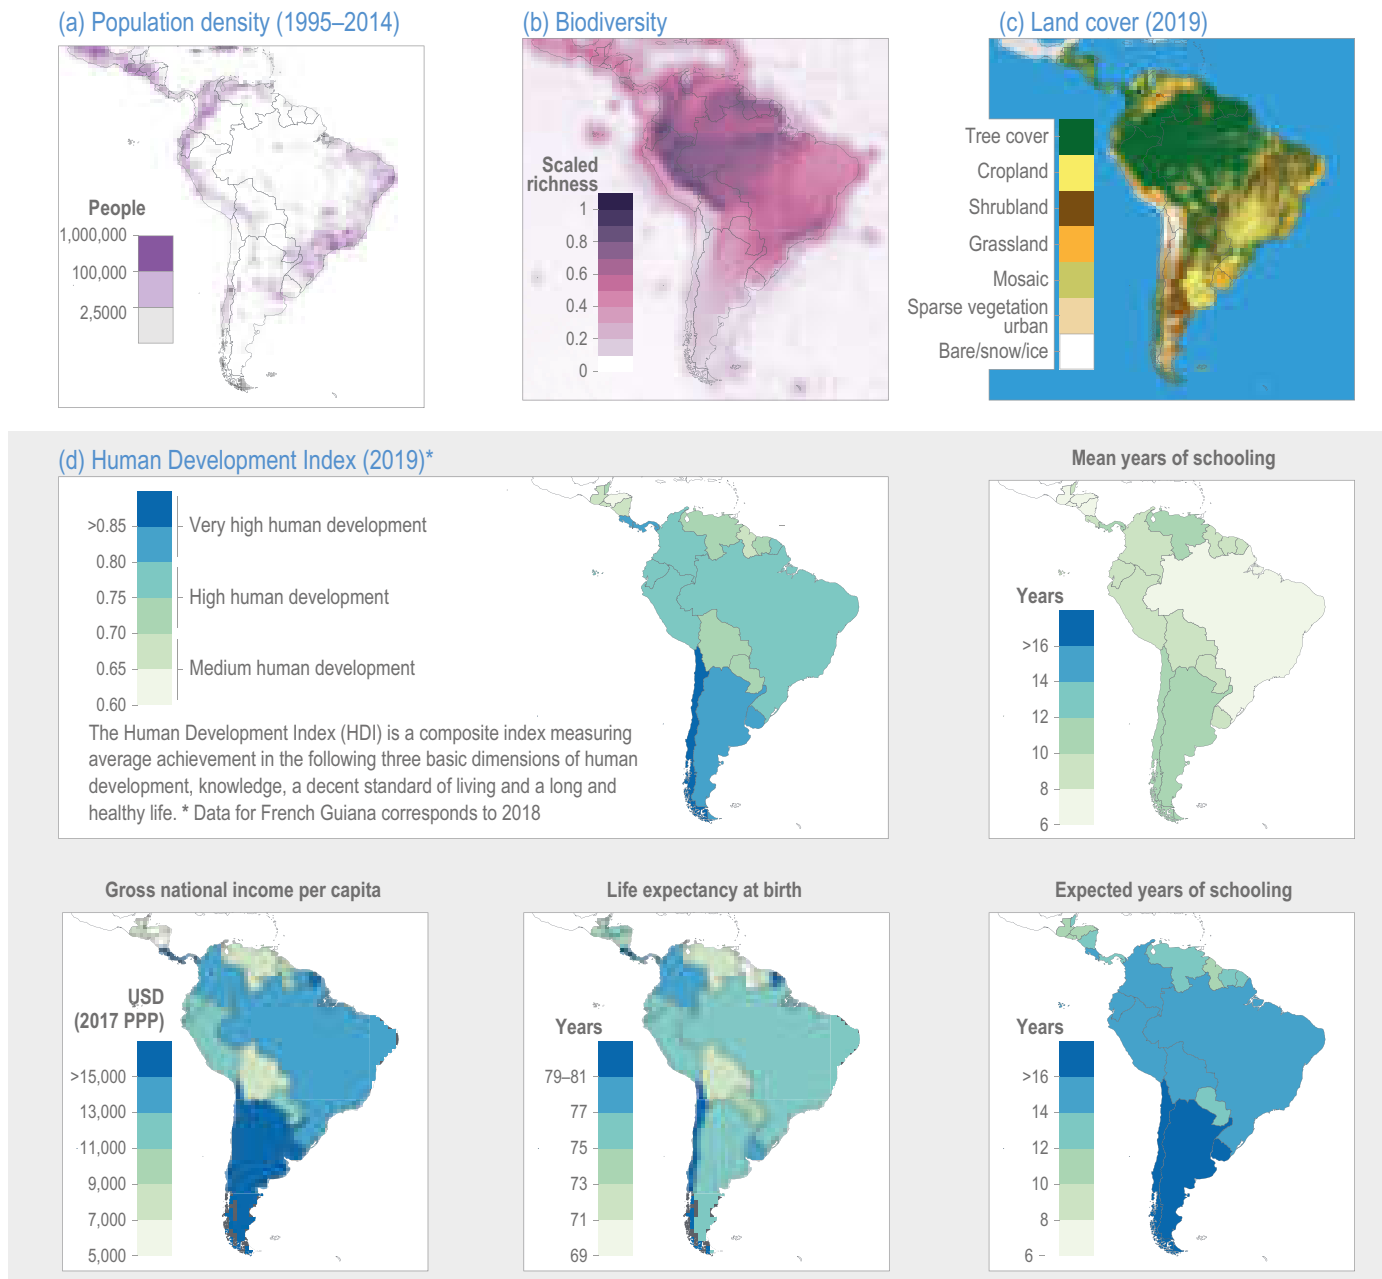 (a) Population density (1995–2014)
People
1,000,000
100,000
2,5000
(b) Biodiversity
Scaled
richness
1
0.8
0.6
0.4
0.2
0
(c) Land cover (2019)
Tree cover
Cropland
Shrubland
Grassland
Mosaic
Sparse vegetation
urban
Bare/snow/ice
(d) Human Development Index (2019)*
>0.85
0.80
0.75
0.70
0.65
0.60
Very high human development
High human development
Medium human development
The Human Development Index (HDI) is a composite index measuring
average achievement in the following three basic dimensions of human
development, knowledge, a decent standard of living and a long and
healthy life. * Data for French Guiana corresponds to 2018
Mean years of schooling
Years
>16
14
12
10
8
6
Gross national income per capita
USD
(2017 PPP)
>15,000
13,000
11,000
9,000
7,000
5,000
Life expectancy at birth
Years
79–81
77
75
73
71
69
Expected years of schooling
Years
>16
14
12
10
8
6